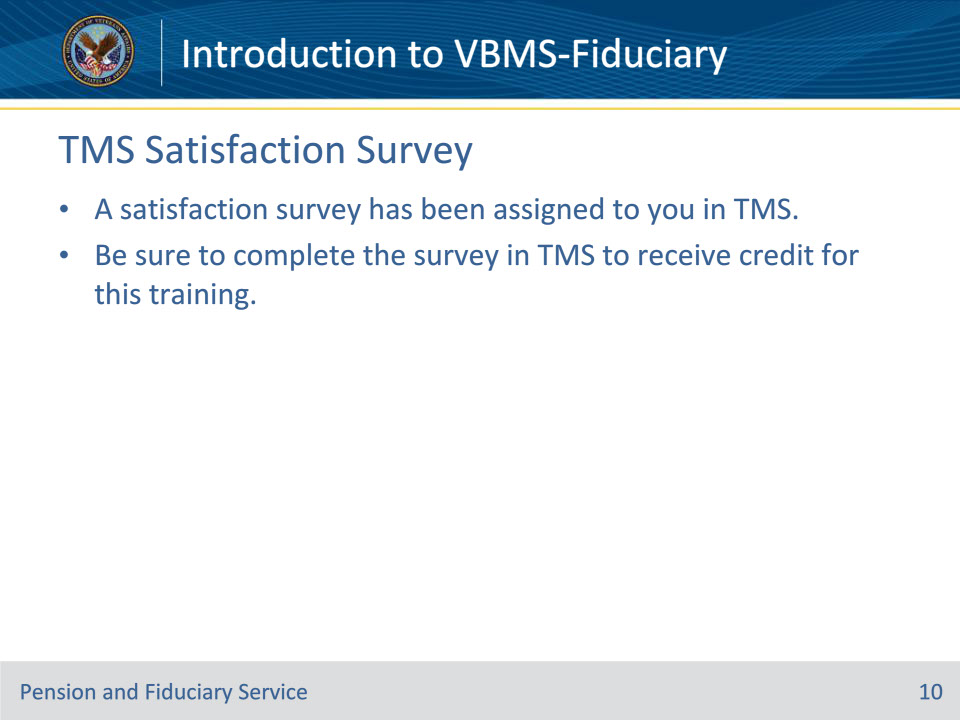 Introduction to VBMS-Fiduciary
TMS Satisfaction Survey
• A satisfaction survey has been assigned to you in TMS.
• Be sure to complete the survey in TMS to receive credit for
this training.
Pension and Fiduciary Service
10